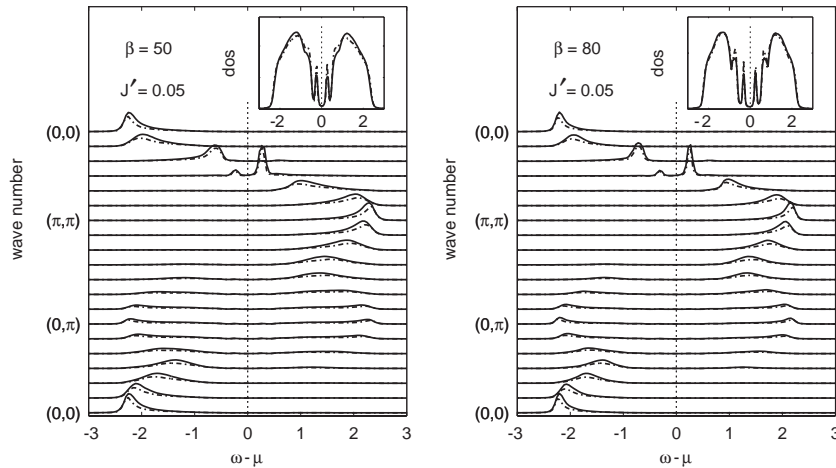 β = 50
J′ = 0.05
dos
-2 0 2
wave number
(0,0)
(π,π)
(0,π)
(0,0)
-3 -2 -1 0 1 2 3
ω - μ
β = 80
J′ = 0.05
dos
-2 0 2
wave number
(0,0)
(π,π)
(0,π)
(0,0)
-3 -2 -1 0 1 2 3
ω - μ